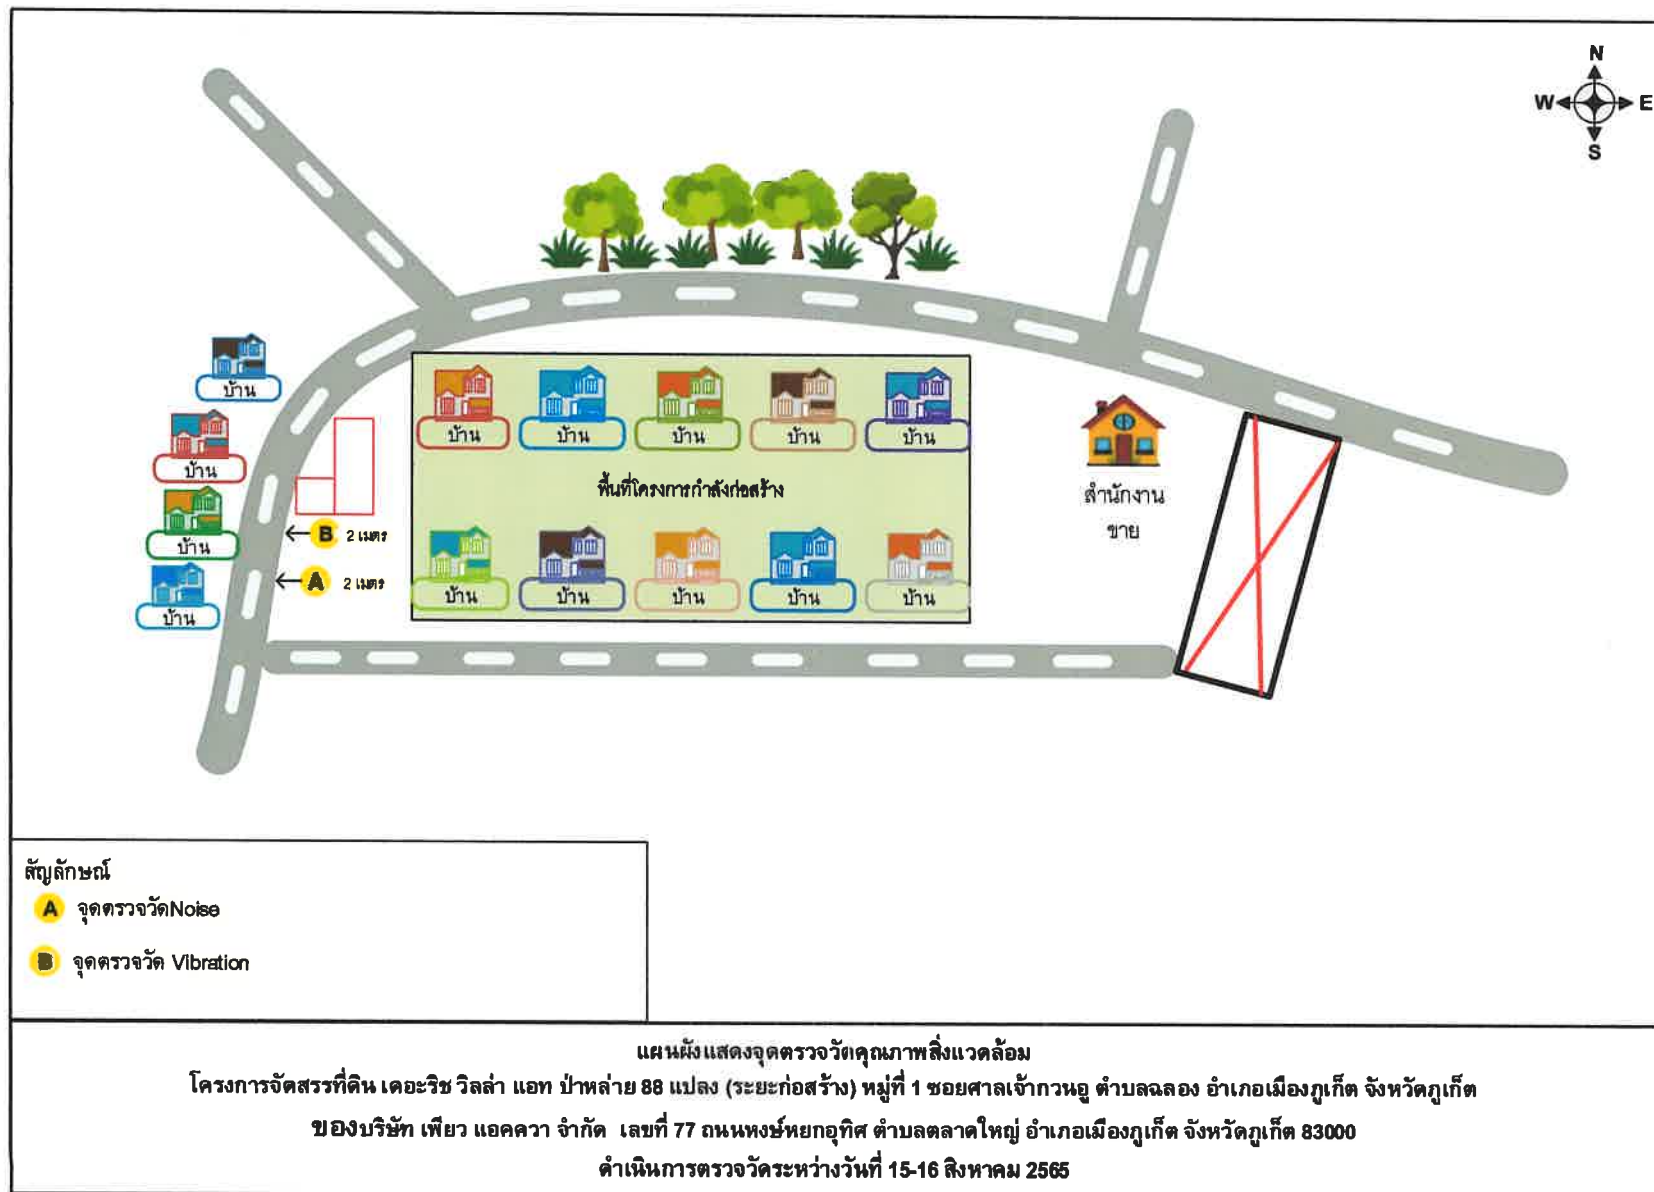 N
W E
S
บ้าน
บ้าน
บ้าน
บ้าน
บ้าน บ้าน บ้าน บ้าน บ้าน
พื้นที่โครงการกำลังก่อสร้าง
สำนักงาน
ขาย
B 2 เมตร
A 2 เมตร
บ้าน บ้าน บ้าน บ้าน บ้าน
สัญลักษณ์
A จุดตรวจวัดNoise
B จุดตรวจวัด Vibration
แผนผังแสดงจุดตรวจวัดคุณภาพสิ่งแวดล้อม
โครงการจัดสรรที่ดิน เดอะริช วิลล่า แอท ป่าหล่าย 88 แปลง (ระยะก่อสร้าง) หมู่ที่ 1 ซอยศาลเจ้ากวนอู ตำบลฉลอง อำเภอเมืองภูเก็ต จังหวัดภูเก็ต
ของบริษัท เพียว แอคควา จำกัด เลขที่ 77 ถนนหงษ์หยกอุทิศ ตำบลตลาดใหญ่ อำเภอเมืองภูเก็ต จังหวัดภูเก็ต 83000
ดำเนินการตรวจวัดระหว่างวันที่ 15-16 สิงหาคม 2565